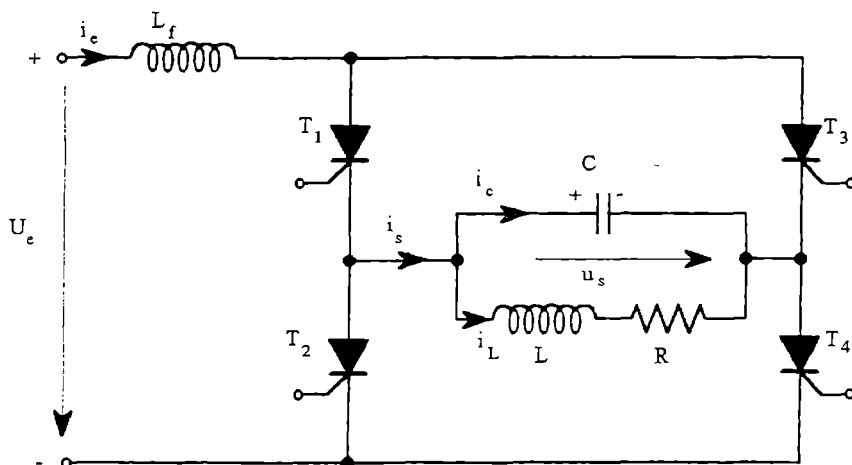 i_e
L_f
+
T_1
T_3
C
i_c
+ -
U_e
i_s
u_s
T_2
i_L
L
R
T_4
-